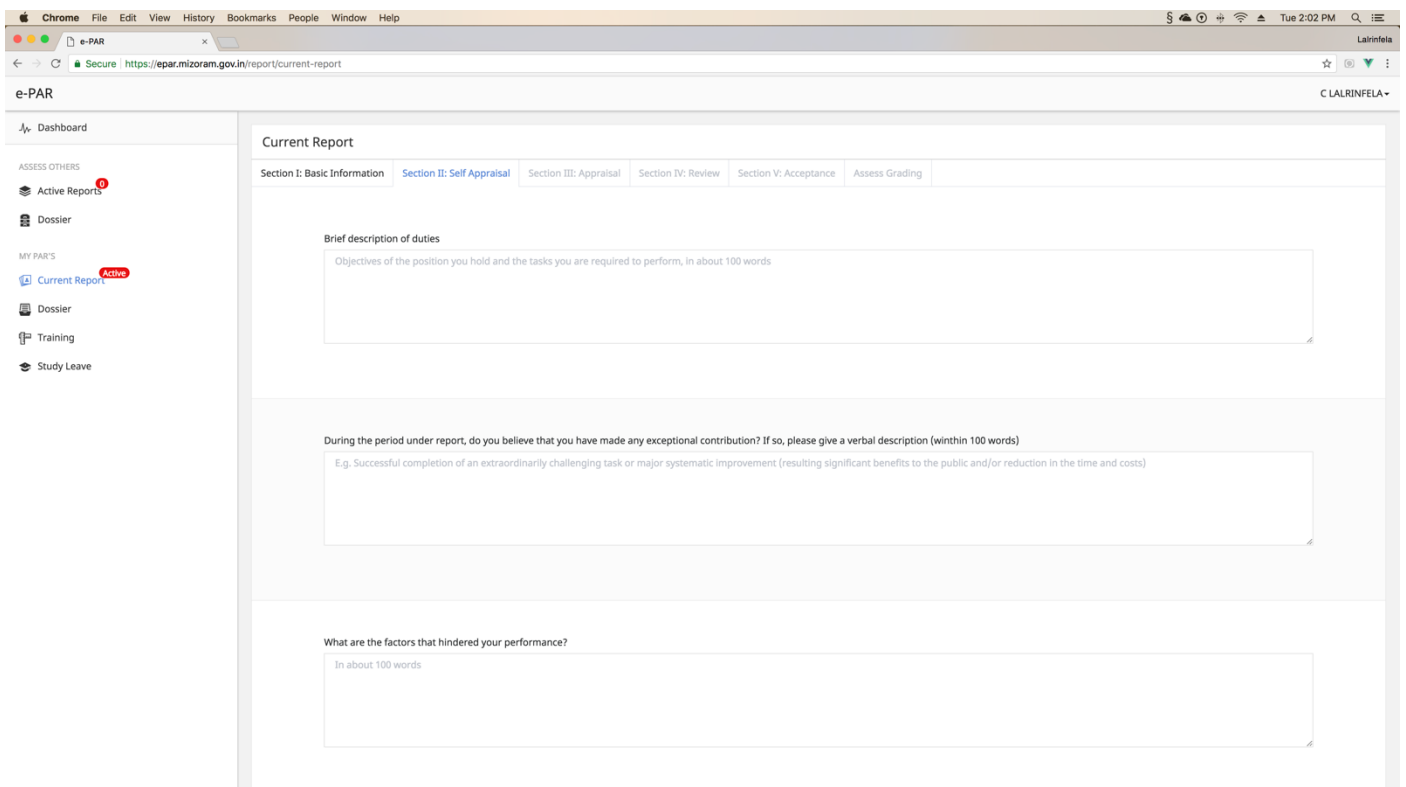 Chrome File Edit View History Bookmarks People Window Help Tue 2:02 PM
e-PAR Lalrinfela
Secure https://epar.mizoram.gov.in/report/current-report
e-PAR C LALRINFELA
Dashboard
ASSESS OTHERS
Active Reports 0
Dossier
MY PAR'S
Current Report Active
Dossier
Training
Study Leave
Current Report
Section I: Basic Information Section II: Self Appraisal Section III: Appraisal Section IV: Review Section V: Acceptance Assess Grading
Brief description of duties
Objectives of the position you hold and the tasks you are required to perform, in about 100 words
During the period under report, do you believe that you have made any exceptional contribution? If so, please give a verbal description (winthin 100 words)
E.g. Successful completion of an extraordinarily challenging task or major systematic improvement (resulting significant benefits to the public and/or reduction in the time and costs)
What are the factors that hindered your performance?
In about 100 words